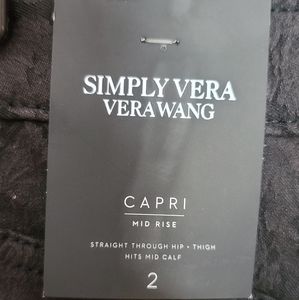 SIMPLY VERA
VERA WANG
CAPRI
MID RISE
STRAIGHT THROUGH HIP + THIGH
HITS MID CALF
2